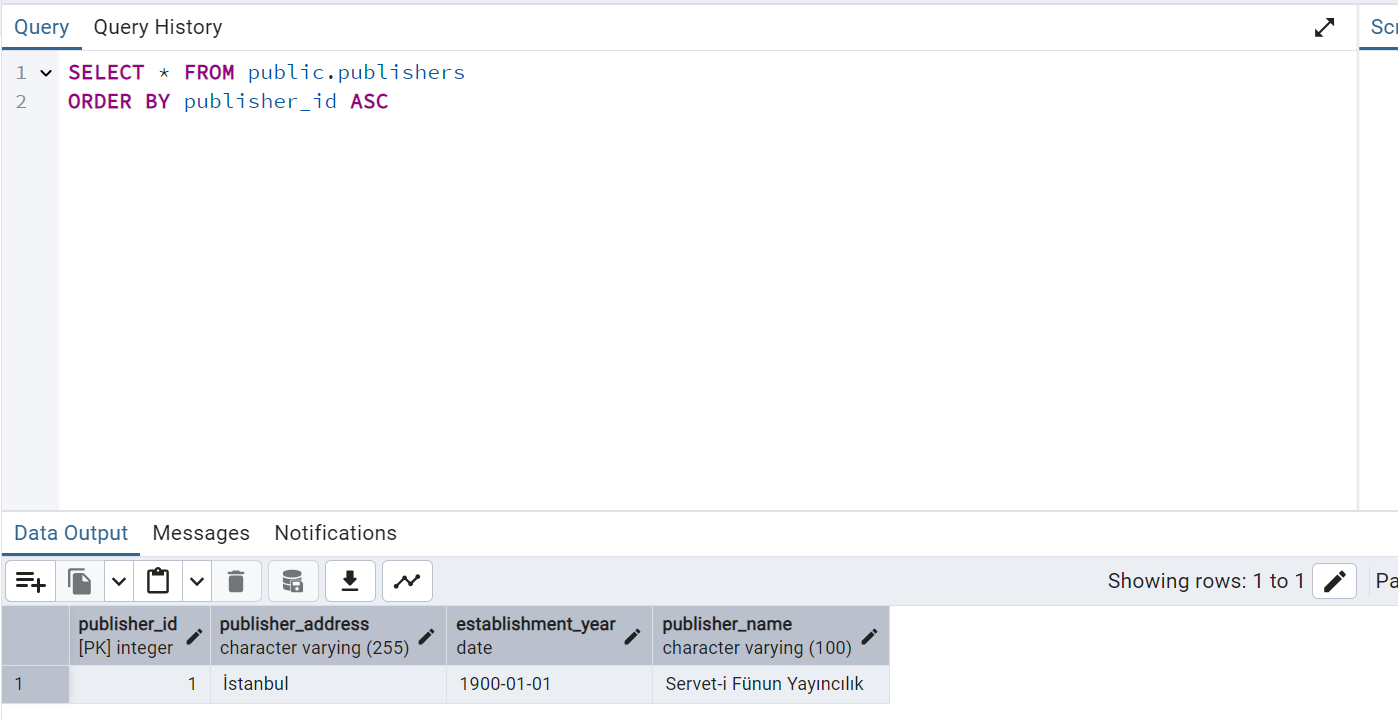 Query Query History
Scr
1 SELECT * FROM public.publishers
2 ORDER BY publisher_id ASC
Data Output Messages Notifications
Showing rows: 1 to 1
Pa
publisher_id publisher_address establishment_year publisher_name
[PK] integer character varying (255) date character varying (100)
1 1 İstanbul 1900-01-01 Servet-i Fünun Yayıncılık